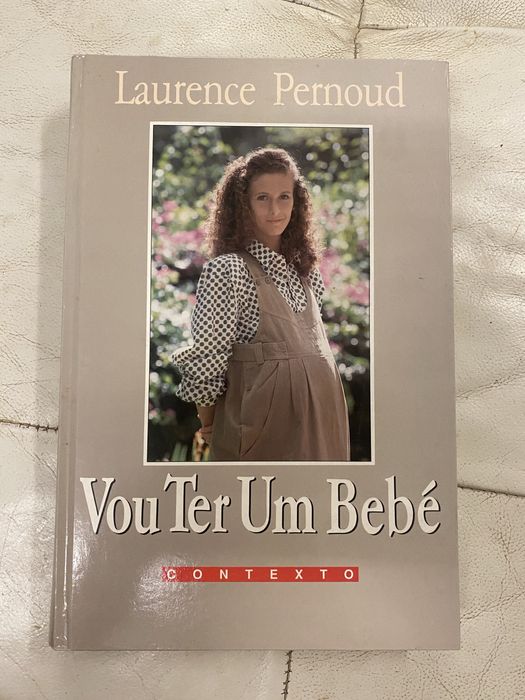 Laurence Pernoud
Vou Ter Um Bebé
CONTEXTO